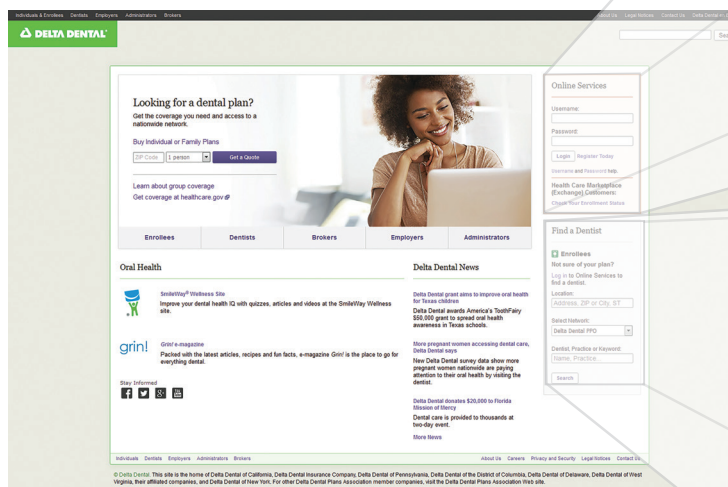 Individuals & Enrollees Dentists Employers Administrators Brokers
About Us Legal Notices Contact Us
DELTA DENTAL
Looking for a dental plan?
Get the coverage you need and access to a
nationwide network.
Buy Individual or Family Plans
ZIP Code 1 person Get a Quote
Learn about group coverage
Get coverage at healthcare.gov
Enrollees Dentists Brokers Employers Administrators
Online Services
Username:
Password:
Login Register Today
Username and Password help.
Health Care Marketplace
(Exchange) Customers:
Check Your Enrollment Status
Find a Dentist
Enrollees
Not sure of your plan?
Log in to Online Services to
find a dentist.
Location:
Address, ZIP or City, ST
Select Network:
Delta Dental PPO
Dental, Practice or Keyword:
Name, Practice...
Search
Oral Health
SmileWay® Wellness Site
Improve your dental health IQ with quizzes, articles and videos at the SmileWay Wellness
site.
grin!
Grin! e-magazine
Packed with the latest articles, recipes and fun facts, e-magazine Grin! is the place to go for
everything dental.
Stay Informed
Delta Dental News
Delta Dental grant aims to improve oral health
for Texas children
Delta Dental awards America's ToothFairy
$50,000 grant to spread oral health
awareness in Texas schools.
More pregnant women accessing dental care,
Delta Dental says
New Delta Dental survey data show more
pregnant women nationwide are paying
attention to their oral health by visiting the
dentist.
Delta Dental donates $20,000 to Florida
Mission of Mercy
Dental care is provided to thousands at
two-day event.
More News
Individuals Dentists Employers Administrators Brokers
About Us Careers Privacy and Security Legal Notices Contact Us
© Delta Dental. This site is the home of Delta Dental of California, Delta Dental Insurance Company, Delta Dental of Pennsylvania, Delta Dental of the District of Columbia, Delta Dental of Delaware, Delta Dental of West
Virginia, their affiliated companies, and Delta Dental of New York. For other Delta Dental Plans Association member companies, visit the Delta Dental Plans Association Web site.